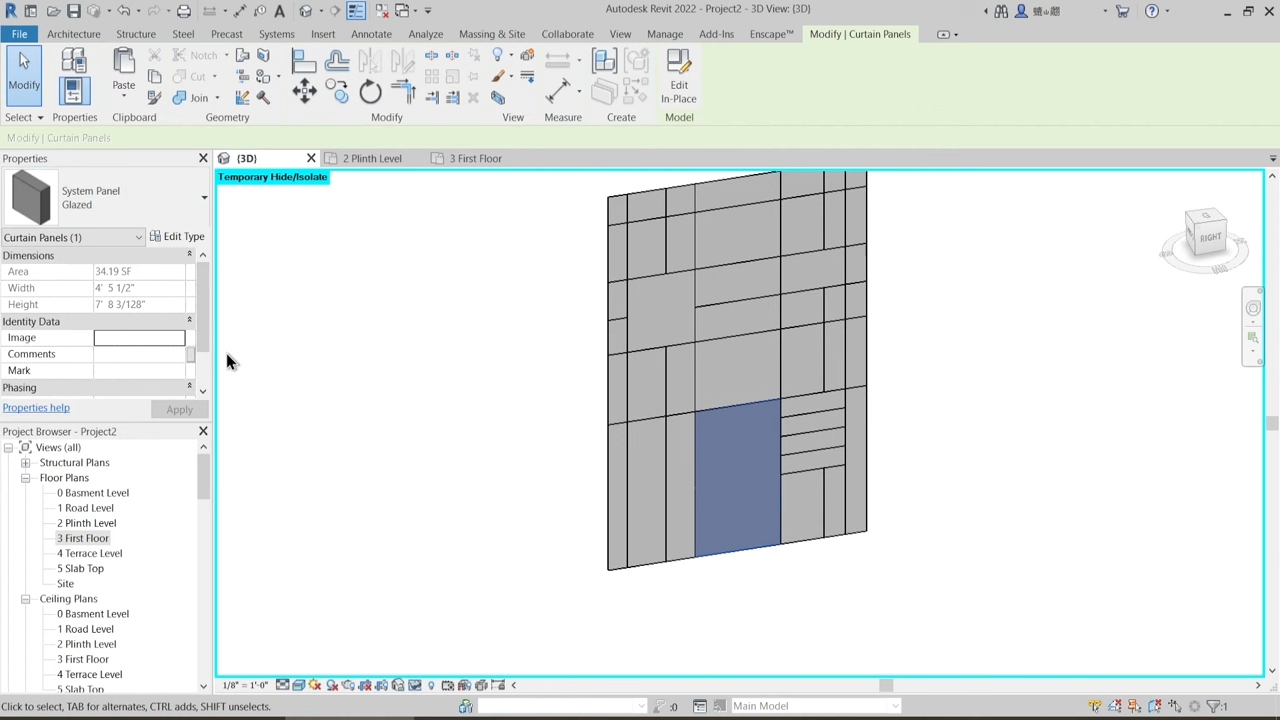 Autodesk Revit 2022 - Project2 - 3D View: {3D}
File Architecture Structure Steel Precast Systems Insert Annotate Analyze Massing & Site Collaborate View Manage Add-Ins Enscape™ Modify | Curtain Panels
Modify Paste Notch Cut Join Edit In-Place
Select Properties Clipboard Geometry Modify View Measure Create Model
Modify | Curtain Panels
Properties
{3D} 2 Plinth Level 3 First Floor
Temporary Hide/Isolate
System Panel
Glazed
Curtain Panels (1) Edit Type
Dimensions
Area 34.19 SF
Width 4' 5 1/2"
Height 7' 8 3/128"
Identity Data
Image
Comments
Mark
Phasing
Properties help Apply
RIGHT
Project Browser - Project2
Views (all)
Structural Plans
Floor Plans
0 Basment Level
1 Road Level
2 Plinth Level
3 First Floor
4 Terrace Level
5 Slab Top
Site
Ceiling Plans
0 Basment Level
1 Road Level
2 Plinth Level
3 First Floor
4 Terrace Level
5 Slab Top
1/8" = 1'-0"
Click to select, TAB for alternates, CTRL adds, SHIFT unselects. :0 Main Model :1